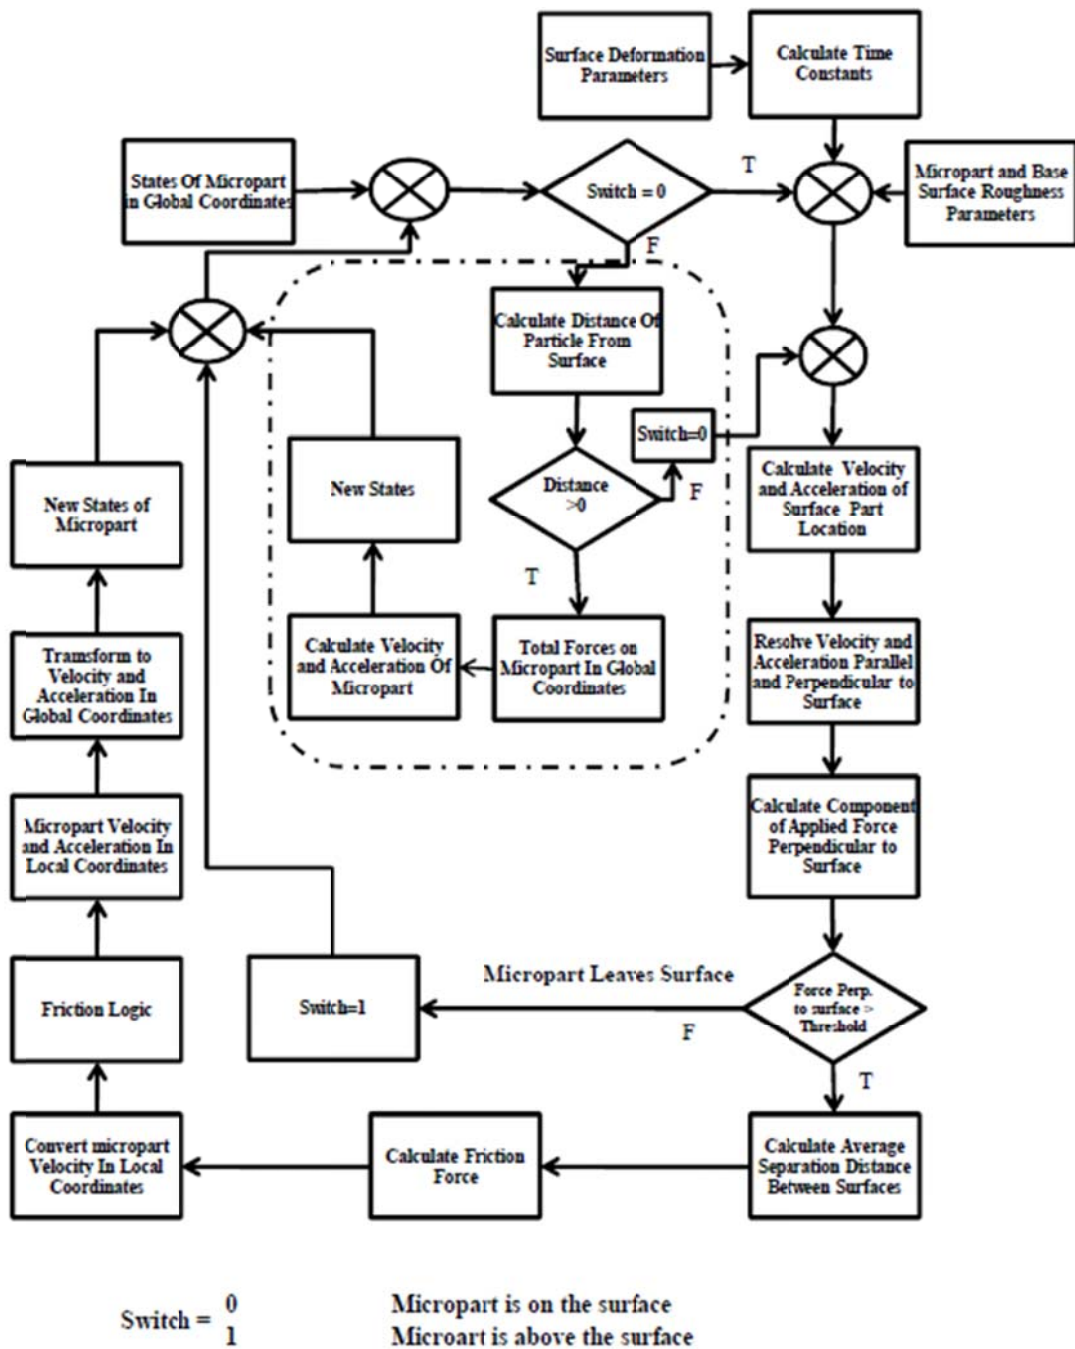 Surface Deformation
Parameters
Calculate Time
Constants
States Of Micropart
in Global Coordinates
Switch = 0
T
Micropart and Base
Surface Roughness
Parameters
F
Calculate Distance Of
Particle From
Surface
Switch=0
New States of
Micropart
New States
Distance
>0
F
Calculate Velocity
and Acceleration of
Surface Part
Location
T
Transform to
Velocity and
Acceleration In
Global Coordinates
Calculate Velocity
and Acceleration Of
Micropart
Total Forces on
Micropart In Global
Coordinates
Resolve Velocity and
Acceleration Parallel
and Perpendicular to
Surface
Micropart Velocity
and Acceleration In
Local Coordinates
Calculate Component
of Applied Force
Perpendicular to
Surface
Friction Logic
Switch=1
Micropart Leaves Surface
F
Force Perp.
to surface >
Threshold
T
Convert micropart
Velocity In Local
Coordinates
Calculate Friction
Force
Calculate Average
Separation Distance
Between Surfaces
Switch =
0 Micropart is on the surface
1 Microart is above the surface